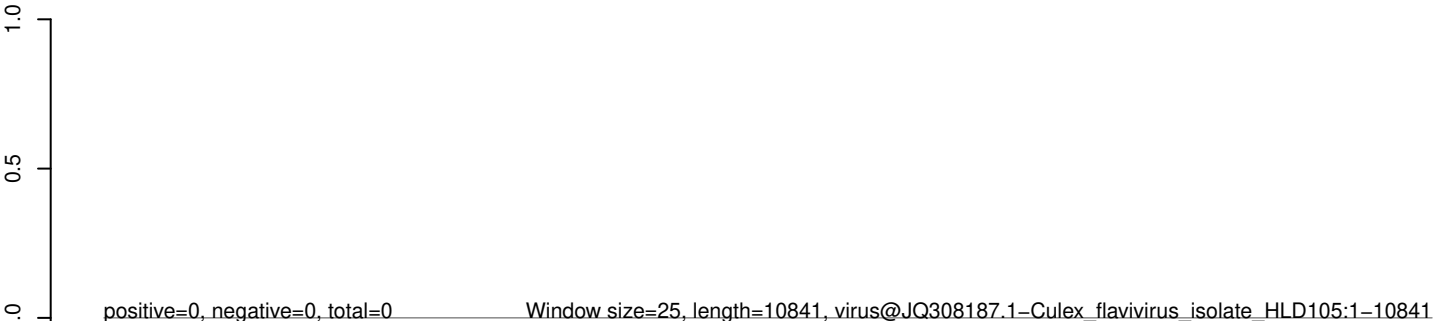 1.0
0.5
.0
positive=0, negative=0, total=0
Window size=25, length=10841, virus@JQ308187.1−Culex_flavivirus_isolate_HLD105:1−10841